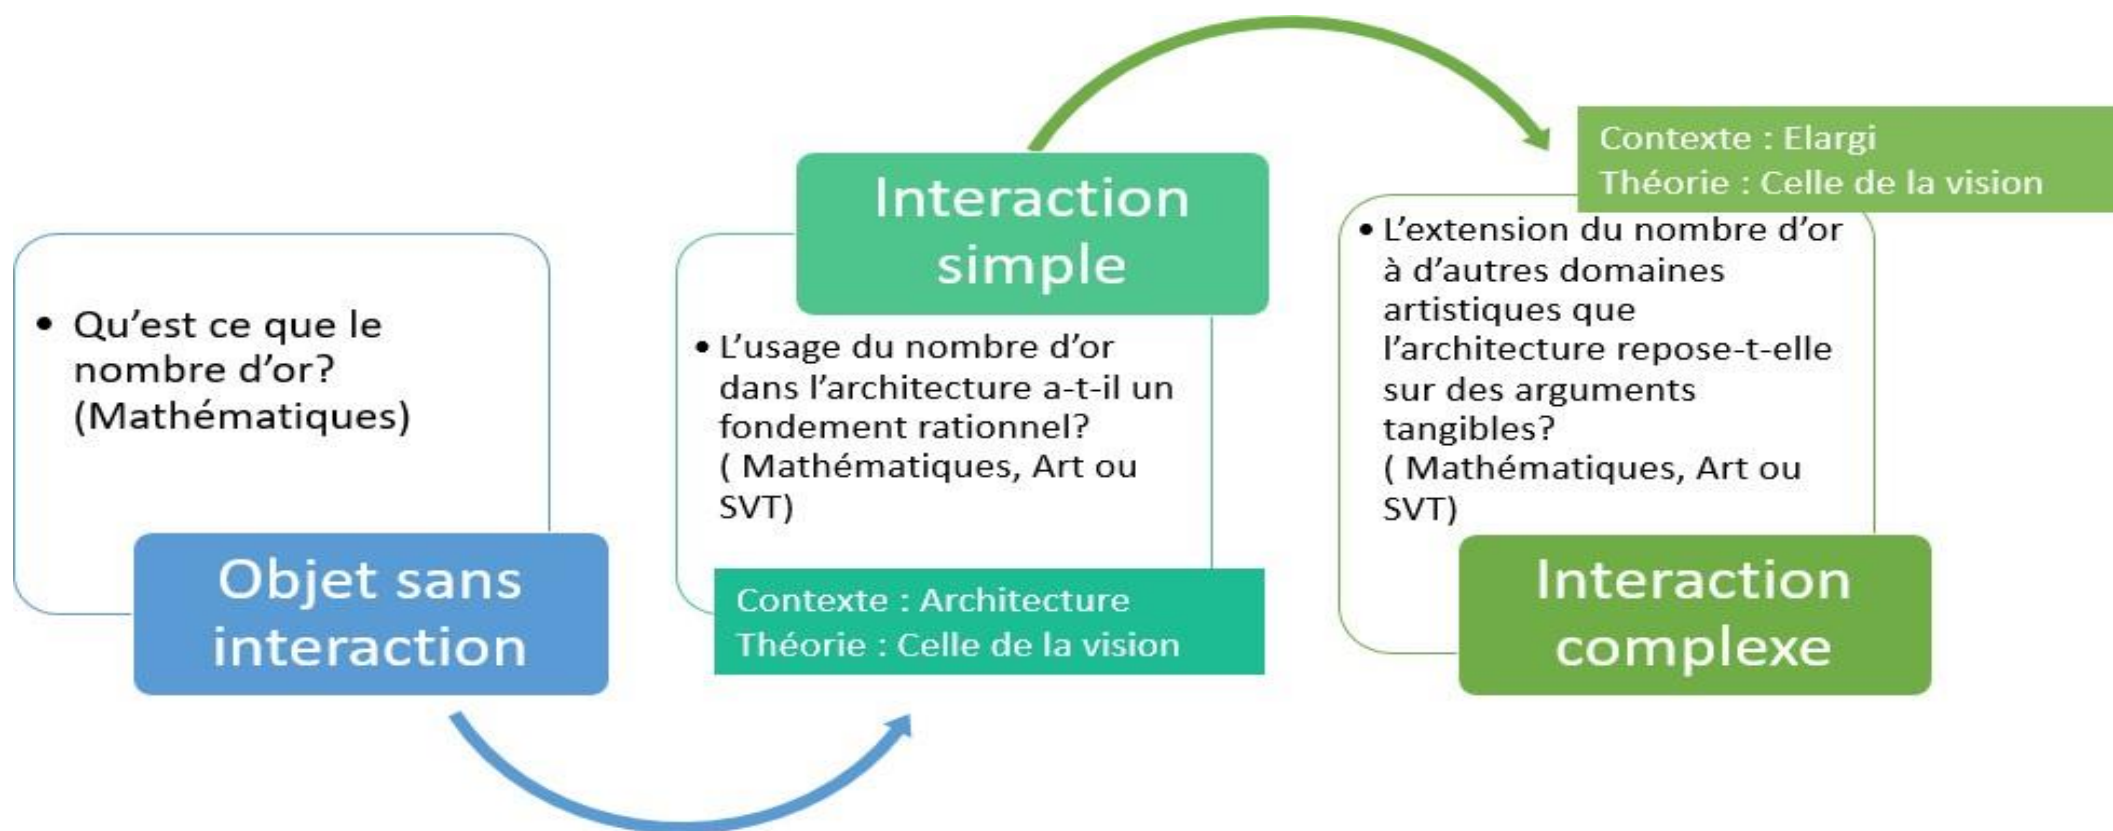 • Qu’est ce que le
nombre d’or?
(Mathématiques)
Objet sans
interaction
Interaction
simple
• L’usage du nombre d’or
dans l’architecture a-t-il un
fondement rationnel?
( Mathématiques, Art ou
SVT)
Contexte : Architecture
Théorie : Celle de la vision
Contexte : Elargi
Théorie : Celle de la vision
• L’extension du nombre d’or
à d’autres domaines
artistiques que
l’architecture repose-t-elle
sur des arguments
tangibles?
( Mathématiques, Art ou
SVT)
Interaction
complexe